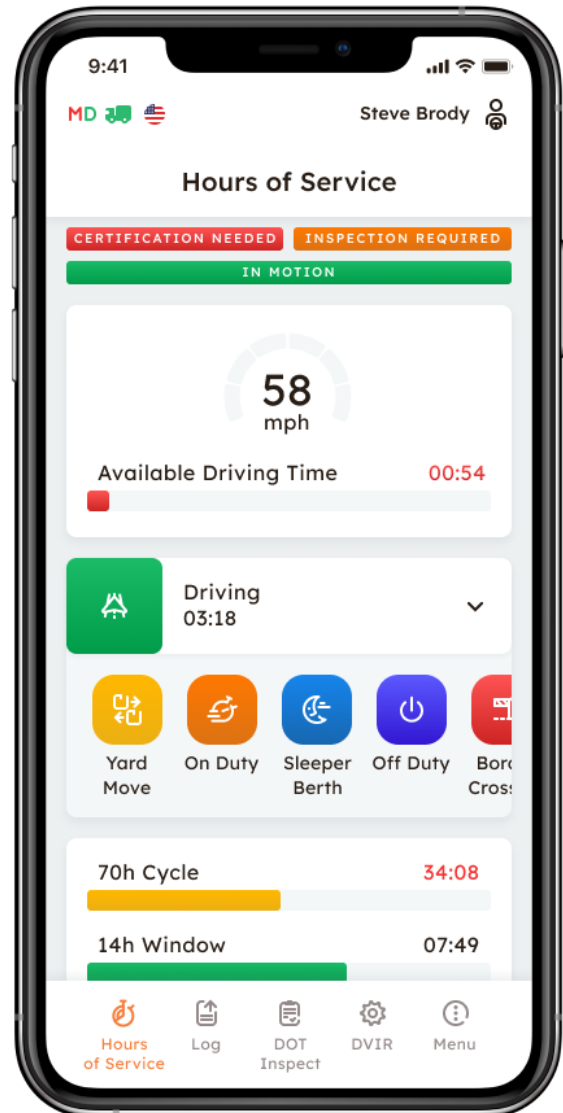 9:41
MD
Steve Brody
Hours of Service
CERTIFICATION NEEDED
INSPECTION REQUIRED
IN MOTION
58
mph
Available Driving Time 00:54
Driving
03:18
Yard Move
On Duty
Sleeper Berth
Off Duty
70h Cycle 34:08
14h Window 07:49
Hours of Service
Log
DOT Inspect
DVIR
Menu